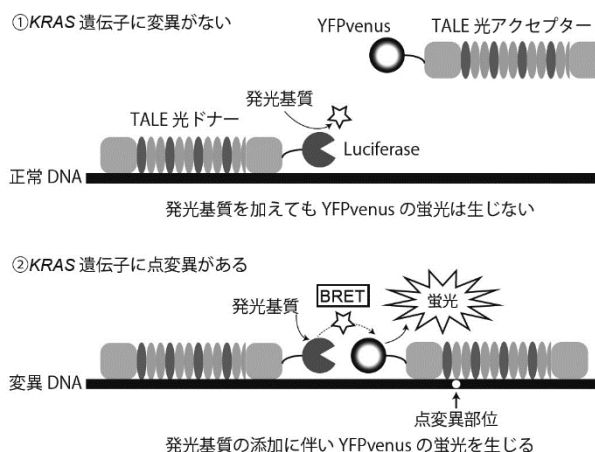 ①KRAS 遺伝子に変異がない
YFPvenus
TALE 光アクセプター
発光基質
TALE 光ドナー
Luciferase
正常 DNA
発光基質を加えても YFPvenus の蛍光は生じない
②KRAS 遺伝子に点変異がある
発光基質
BRET
蛍光
変異 DNA
点変異部位
発光基質の添加に伴い YFPvenus の蛍光を生じる